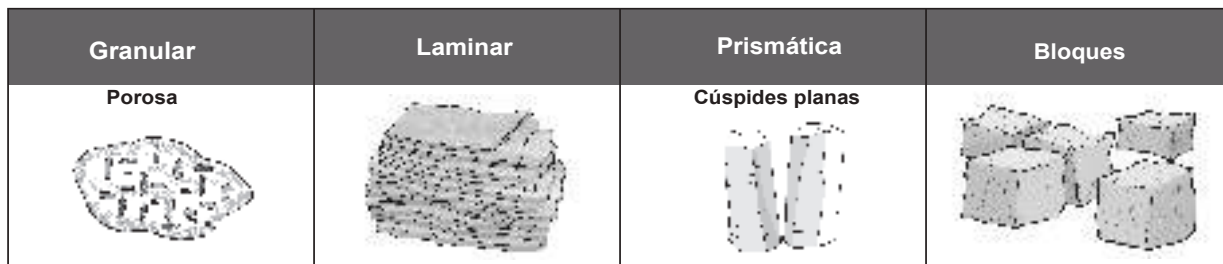 Granular
Laminar
Prismática
Bloques
Porosa
Cúspides planas